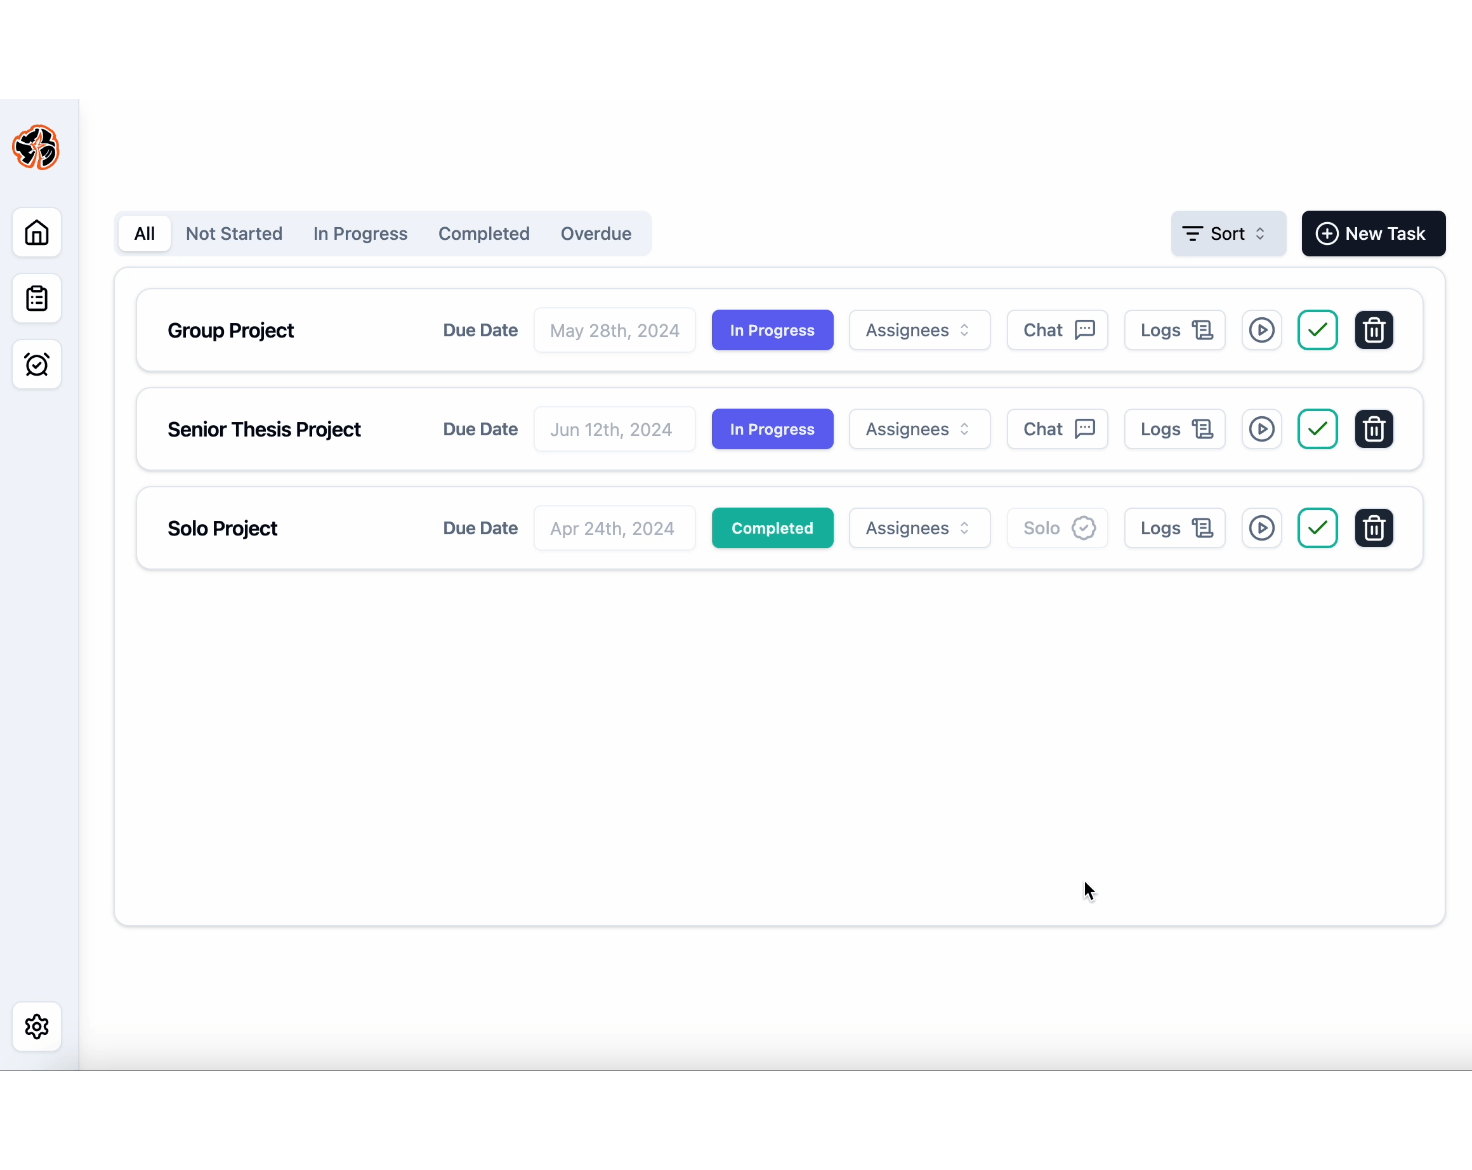 All Not Started In Progress Completed Overdue Sort New Task
Group Project Due Date May 28th, 2024 In Progress Assignees Chat Logs
Senior Thesis Project Due Date Jun 12th, 2024 In Progress Assignees Chat Logs
Solo Project Due Date Apr 24th, 2024 Completed Assignees Solo Logs